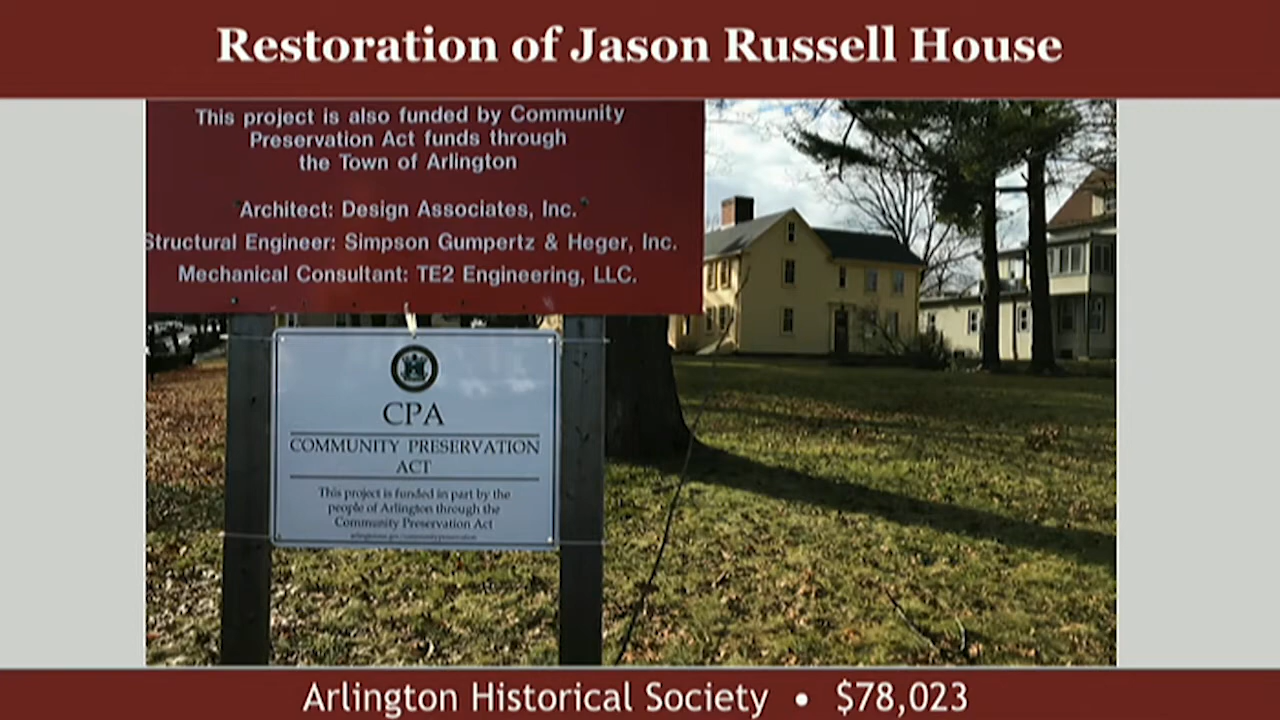 Restoration of Jason Russell House
This project is also funded by Community
Preservation Act funds through
the Town of Arlington
Architect: Design Associates, Inc.
Structural Engineer: Simpson Gumpertz & Heger, Inc.
Mechanical Consultant: TE2 Engineering, LLC.
CPA
COMMUNITY PRESERVATION
ACT
This project is funded in part by the
people of Arlington through the
Community Preservation Act
Arlington Historical Society • $78,023